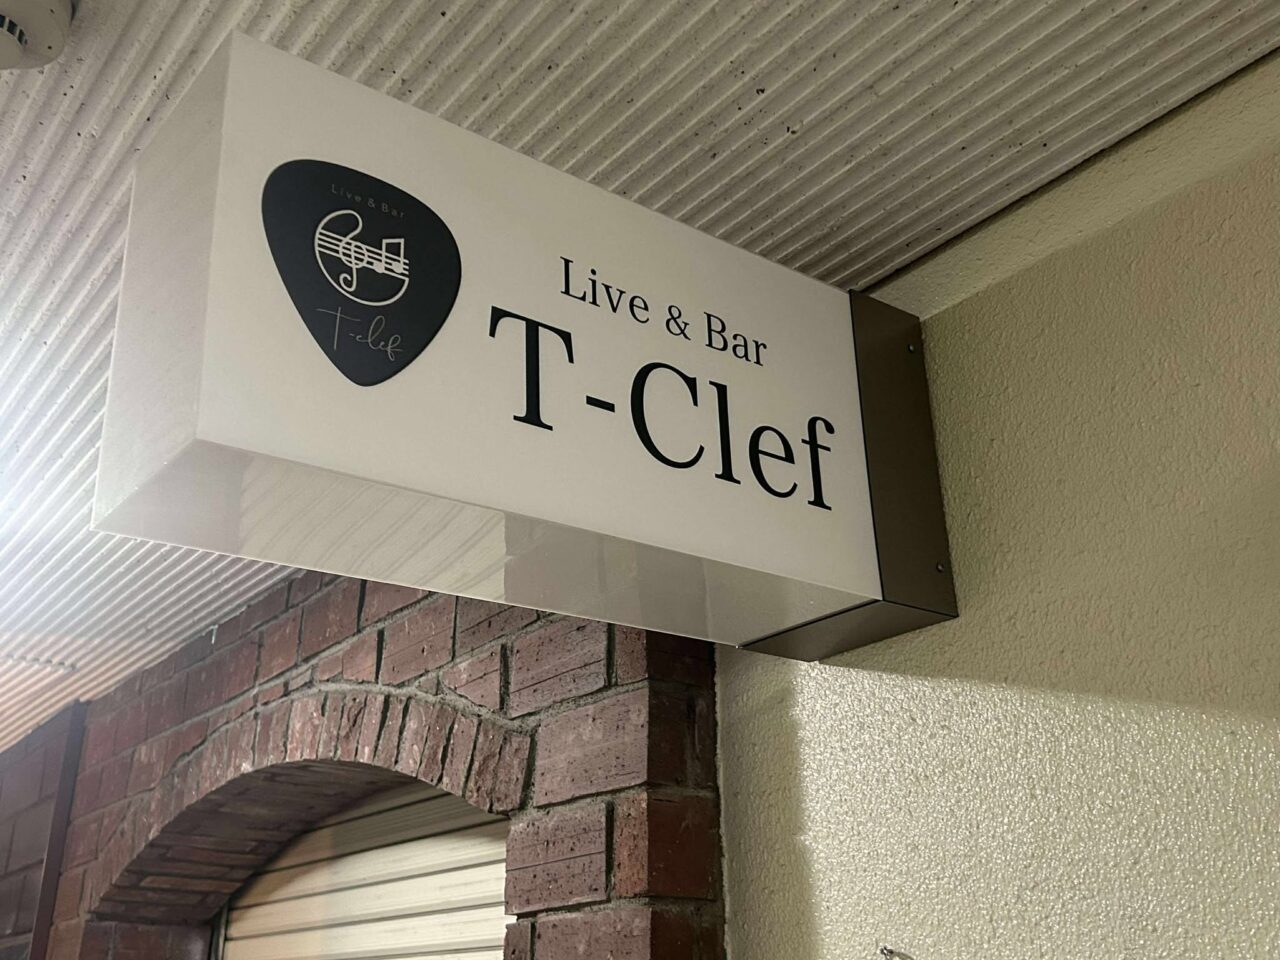 Live & Bar
T-clef
Live & Bar
T-Clef